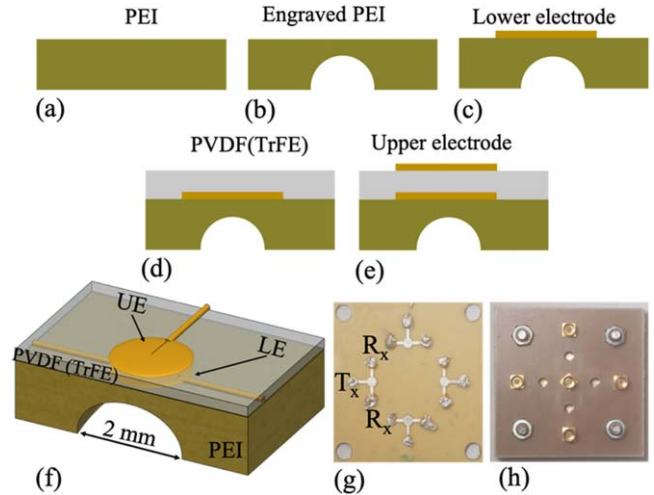 PEI
Engraved PEI
Lower electrode
(a)
(b)
(c)
PVDF(TrFE)
Upper electrode
(d)
(e)
UE
LE
PVDF (TrFE)
2 mm
PEI
(f)
Rx
Tx
Rx
(g)
(h)